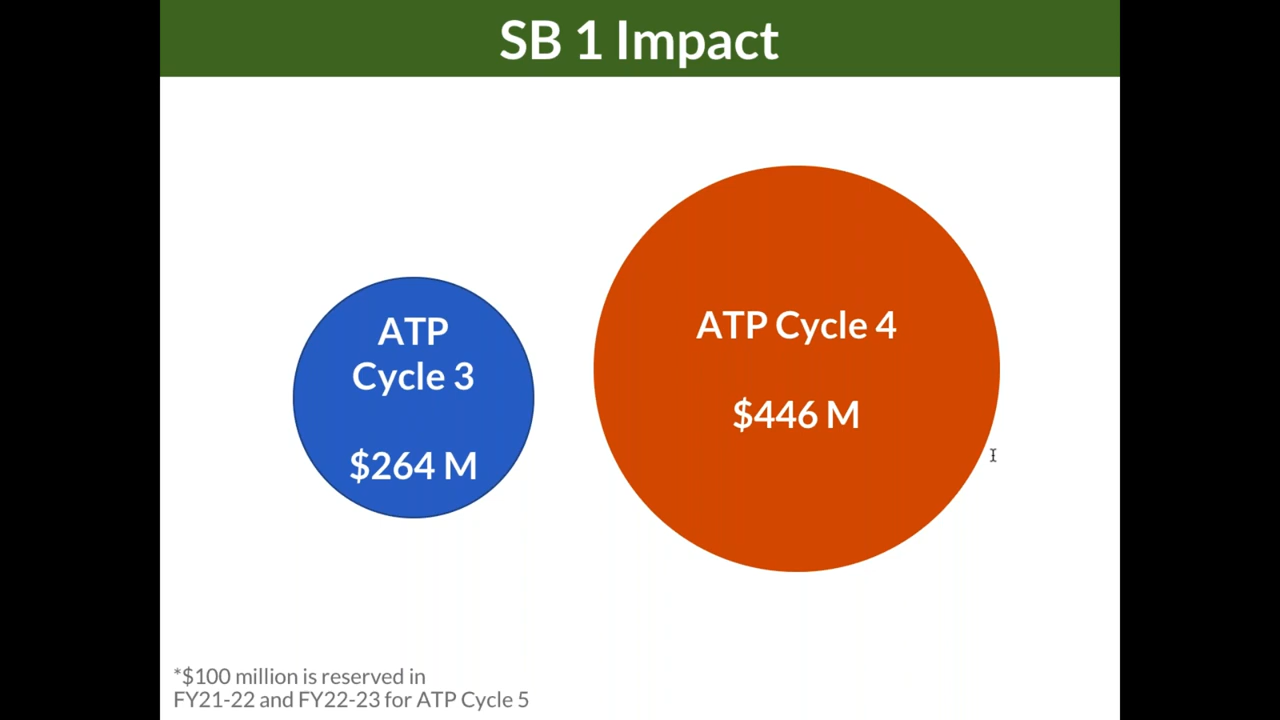 SB 1 Impact
ATP
Cycle 3
$264 M
ATP Cycle 4
$446 M
*$100 million is reserved in
FY21-22 and FY22-23 for ATP Cycle 5